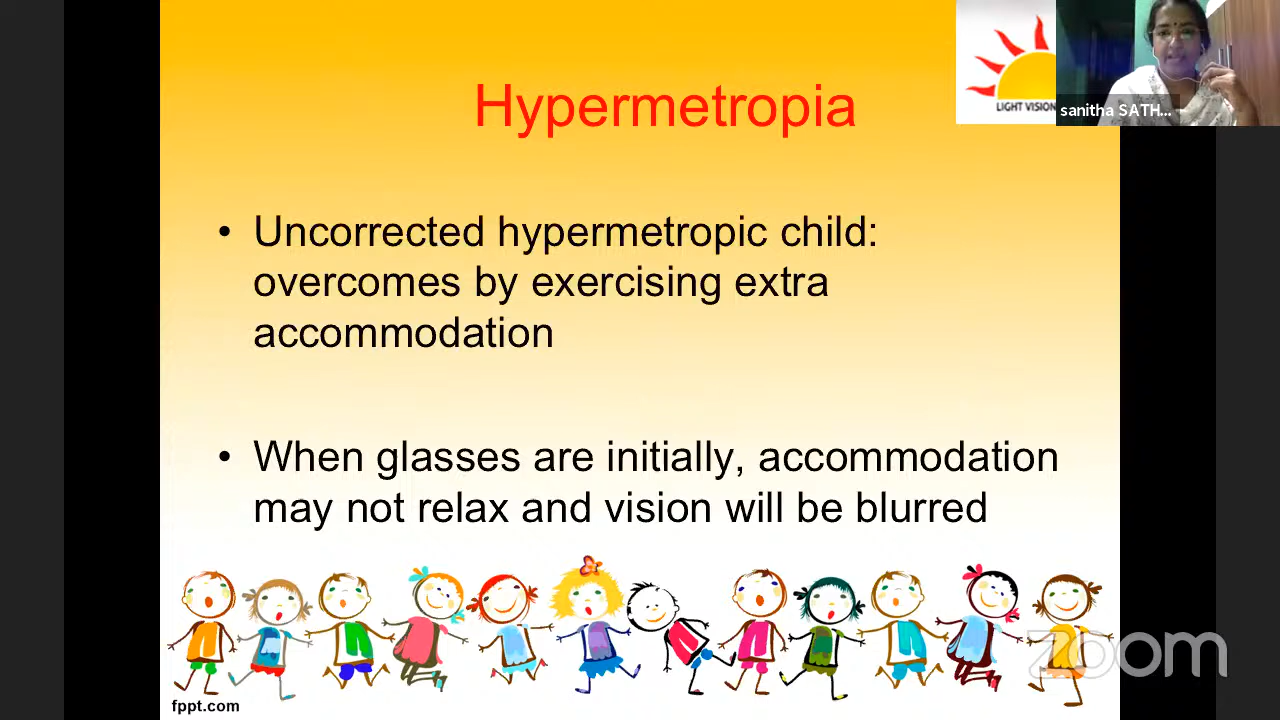 Hypermetropia
LIGHT VISION
sanitha SATH...
• Uncorrected hypermetropic child:
overcomes by exercising extra
accommodation
• When glasses are initially, accommodation
may not relax and vision will be blurred
zoom
fppt.com